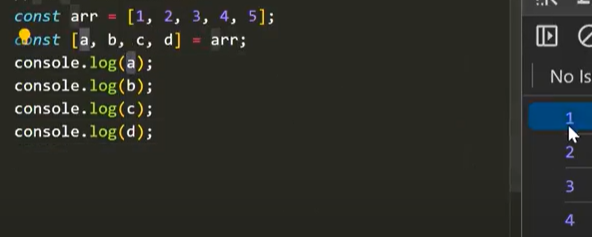 const arr = [1, 2, 3, 4, 5];
const [a, b, c, d] = arr;
console.log(a);
console.log(b);
console.log(c);
console.log(d);
No Is
1
2
3
4